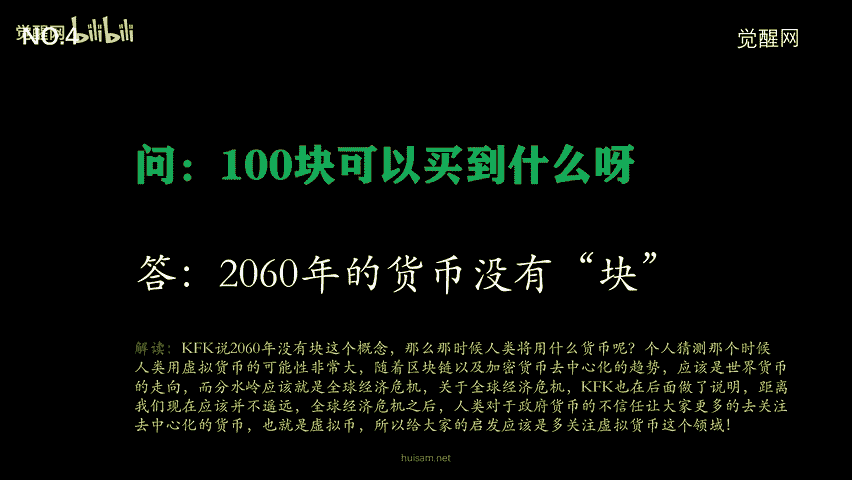 觉醒网
NO.4
bilibili
觉醒网
问：100块可以买到什么呀
答：2060年的货币没有“块”
解读：KFK说2060年没有块这个概念，那么那时候人类将用什么货币呢？个人猜测那个时候
人类用虚拟货币的可能性非常大，随着区块链以及加密货币去中心化的趋势，应该是世界货币
的走向，而分水岭应该就是全球经济危机，关于全球经济危机，KFK也在后面做了说明，距离
我们现在应该并不遥远，全球经济危机之后，人类对于政府货币的不信任让大家更多的去关注
去中心化的货币，也就是虚拟币，所以给大家的启发应该是多关注虚拟货币这个领域！
huisam.net